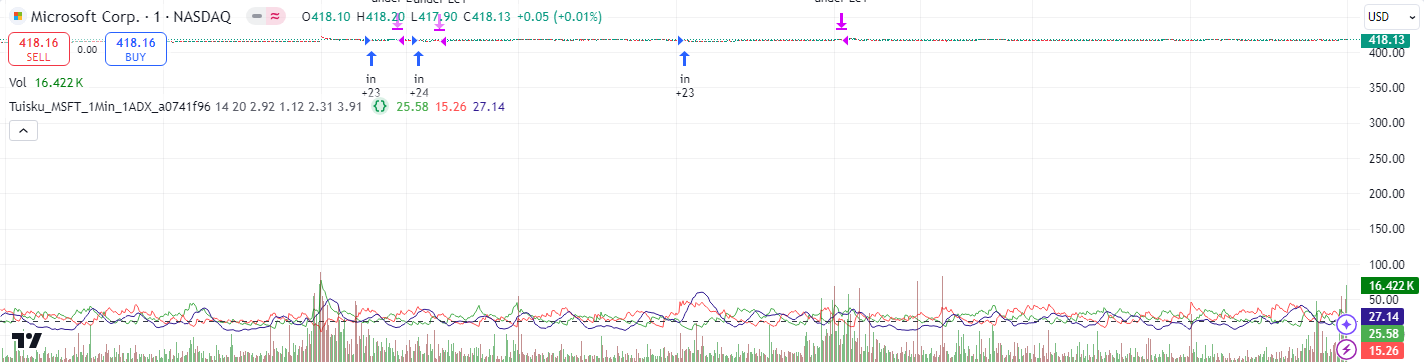 Microsoft Corp. · 1 · NASDAQ
O418.10 H418.20 L417.90 C418.13 +0.05 (+0.01%)
USD
418.16
SELL
0.00
418.16
BUY
418.13
400.00
Vol 16.422 K
in
+23
in
+24
in
+23
350.00
Tuisku_MSFT_1Min_1ADX_a0741f96 14 20 2.92 1.12 2.31 3.91 25.58 15.26 27.14
300.00
250.00
200.00
150.00
100.00
16.422 K
50.00
27.14
25.58
15.26